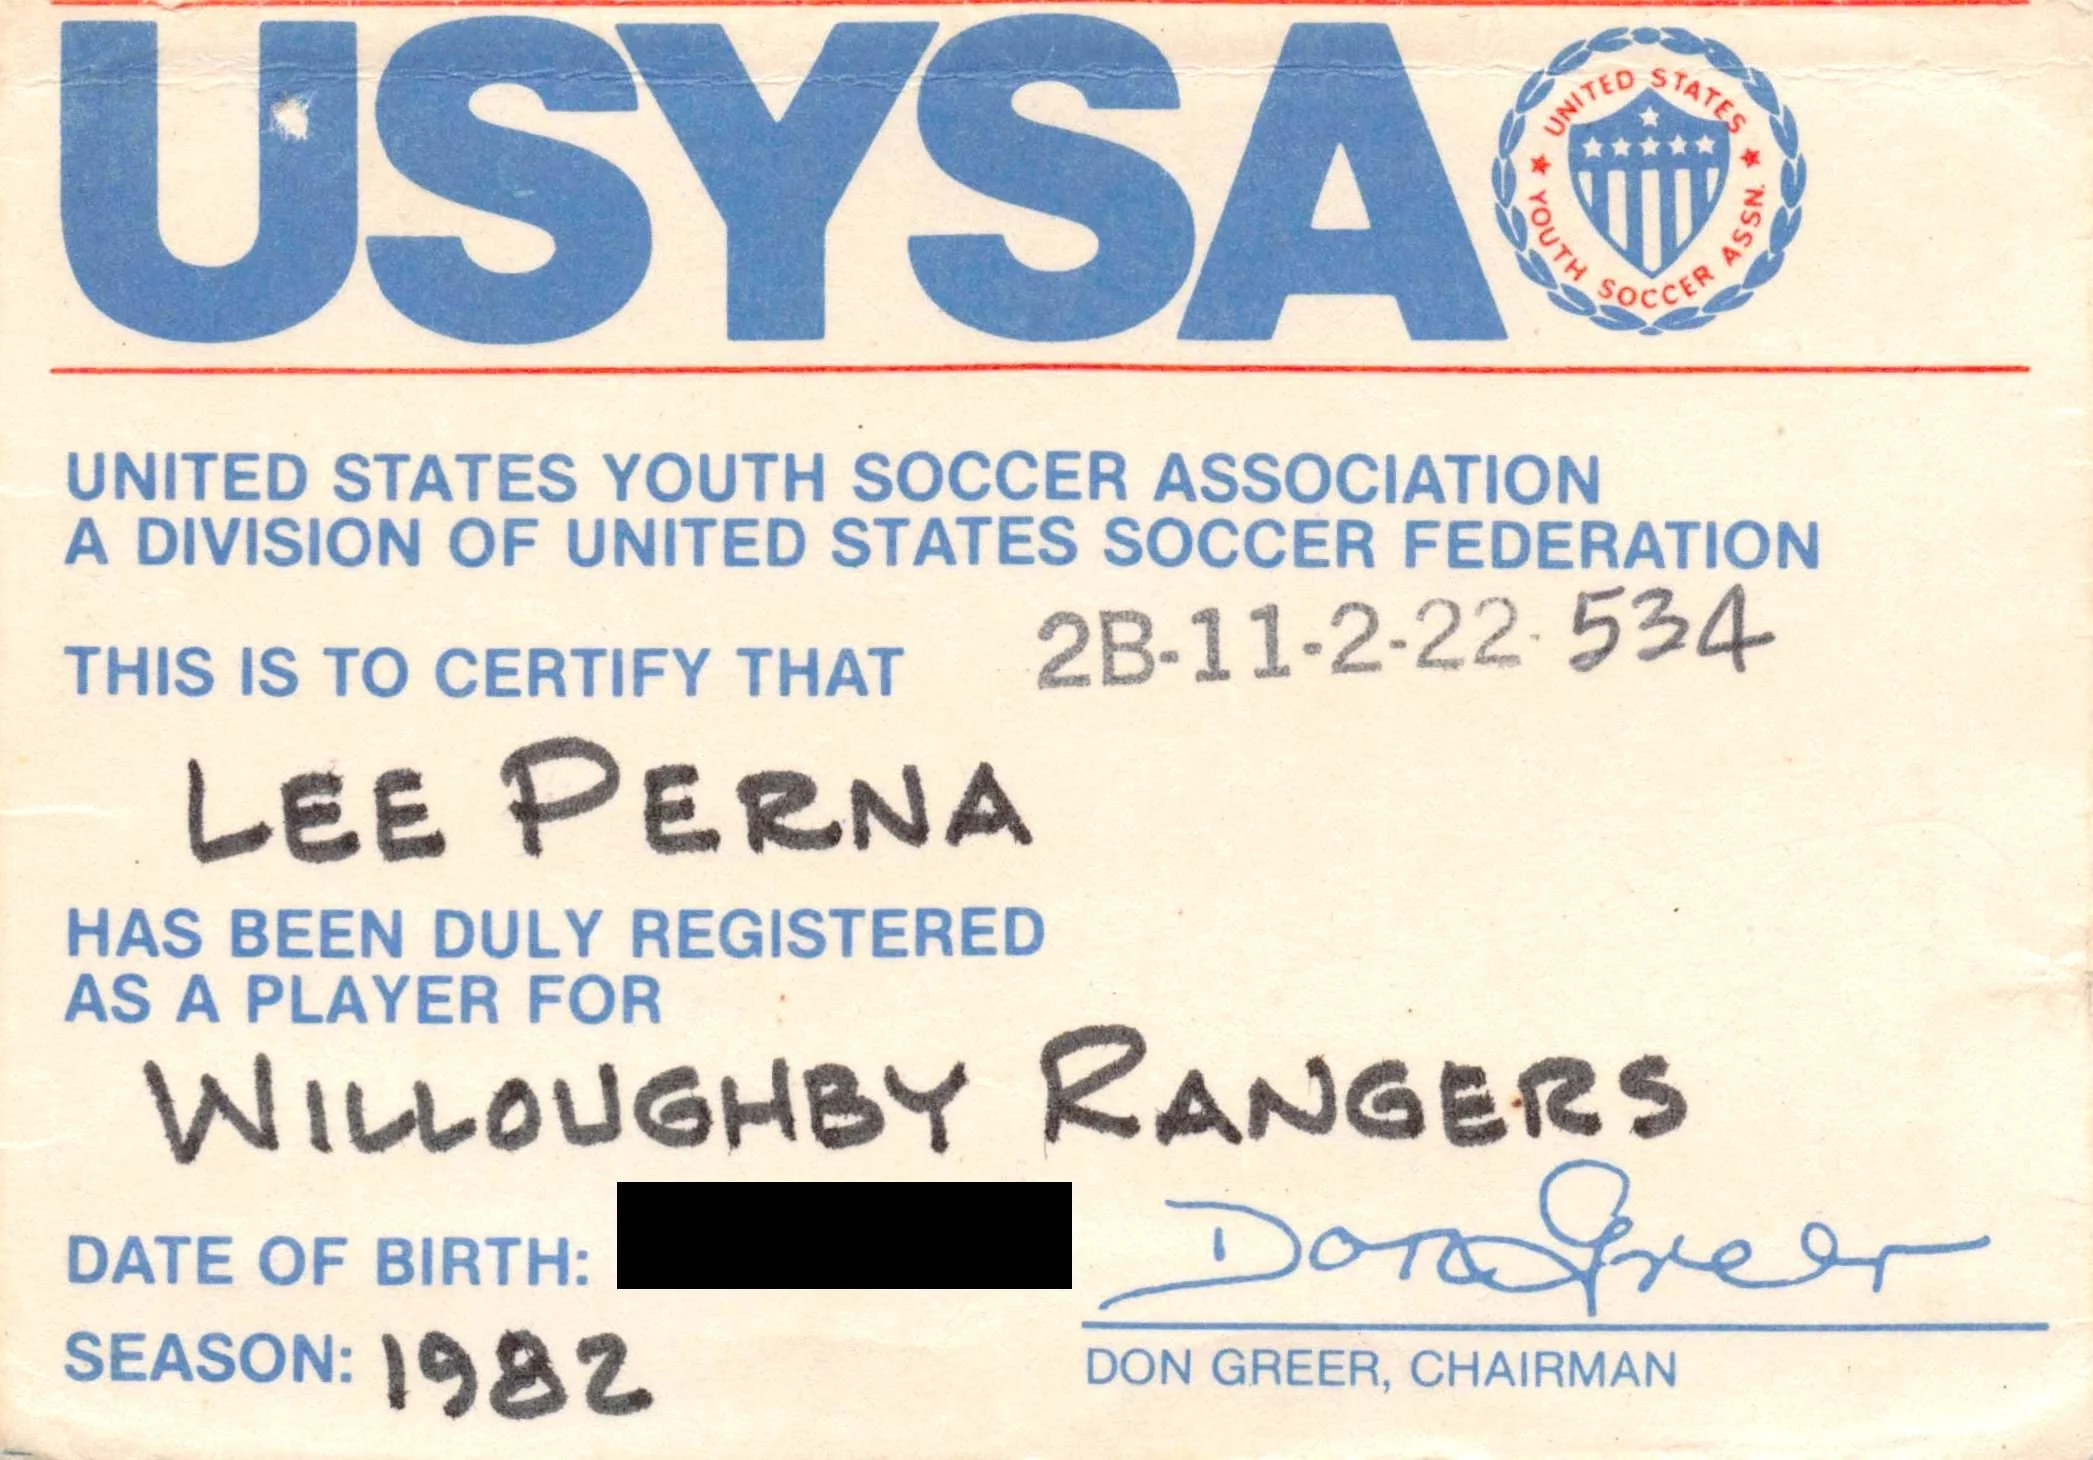 USYSA
UNITED STATES
YOUTH SOCCER ASSN.
UNITED STATES YOUTH SOCCER ASSOCIATION
A DIVISION OF UNITED STATES SOCCER FEDERATION
2B-11-2-22-534
THIS IS TO CERTIFY THAT
LEE PERNA
HAS BEEN DULY REGISTERED
AS A PLAYER FOR
WILLOUGHBY RANGERS
DATE OF BIRTH:
Don Greer
SEASON: 1982
DON GREER, CHAIRMAN